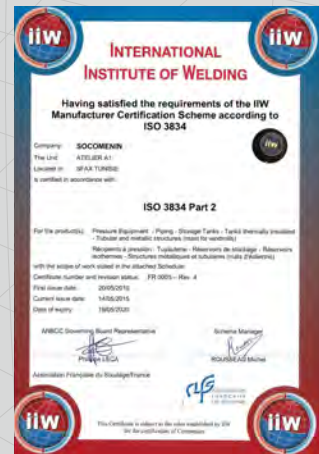 iiw
iiw
INTERNATIONAL
INSTITUTE OF WELDING
Having satisfied the requirements of the IIW
Manufacturer Certification Scheme according to
ISO 3834
iiw
Company: SOCOMENIN
The Unit ATELIER A1
Located in SFAX TUNISIE
is certified in accordance with:
ISO 3834 Part 2
For the product(s): Pressure Equipment - Piping - Storage Tanks - Tanks thermally insulated
- Tubular and metallic structures (mast for windmills)
Récipients à pression - Tuyauterie - Réservoirs de stockage - Réservoirs
isothermes - Structures métalliques et tubulaires (mats d'éoliennes)
with the scope of work stated in the attached Schedule.
Certificate number and revision status: FR 0005 - Rev. 4
First issue date: 20/05/2010
Current issue date: 14/05/2015
Date of expiry: 19/05/2020
ANBCC Governing Board Representative Scheme Manager
Philippe LEGA ROUSSEAU Michel
Association Française du Soudage/France
iiw
iiw
This Certificate is subject to the rules established by IIW
for the certification of Companies